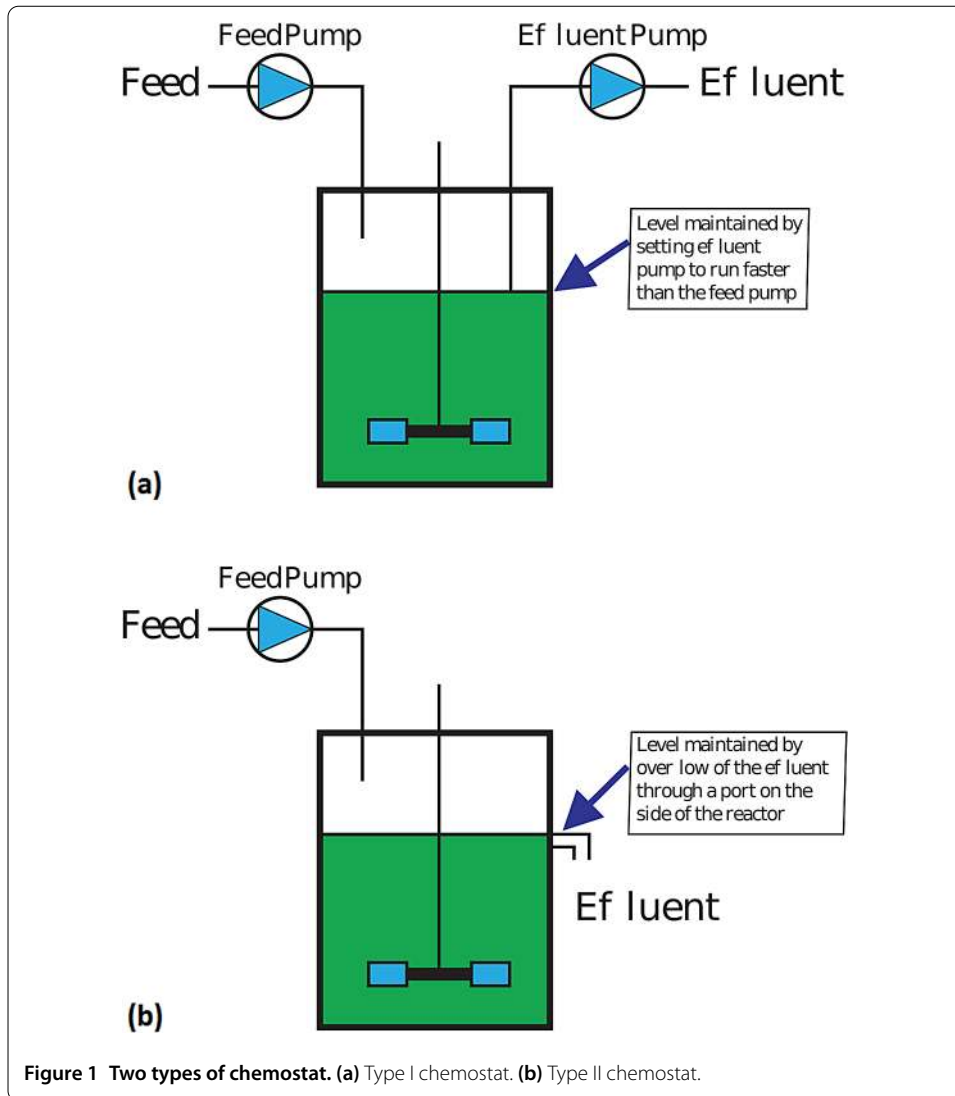 FeedPump
Ef luentPump
Feed
Ef luent
Level maintained by
setting ef luent
pump to run faster
than the feed pump
(a)
FeedPump
Feed
Level maintained by
over low of the ef luent
through a port on the
side of the reactor
Ef luent
(b)
Figure 1 Two types of chemostat. (a) Type I chemostat. (b) Type II chemostat.